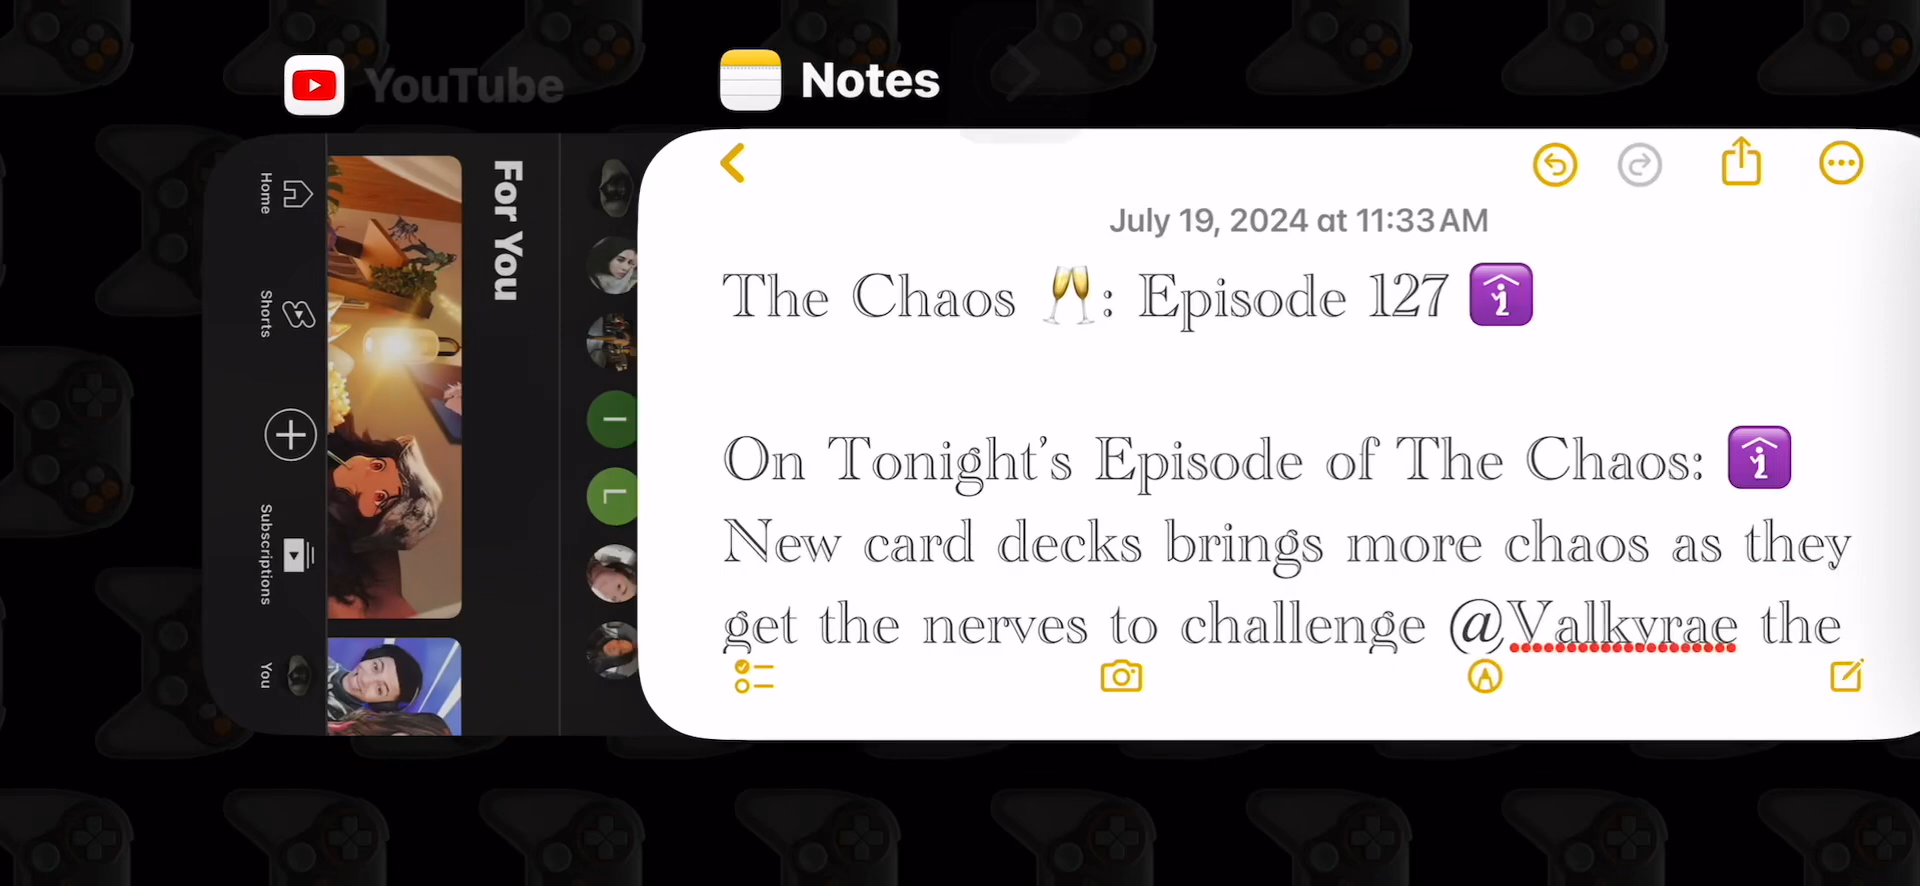 YouTube
Notes
For You
Home
Shorts
Subscriptions
You
I
L
July 19, 2024 at 11:33 AM
The Chaos 🥂: Episode 127 🛐
On Tonight's Episode of The Chaos: 🛐
New card decks brings more chaos as they
get the nerves to challenge @Valkyrae the